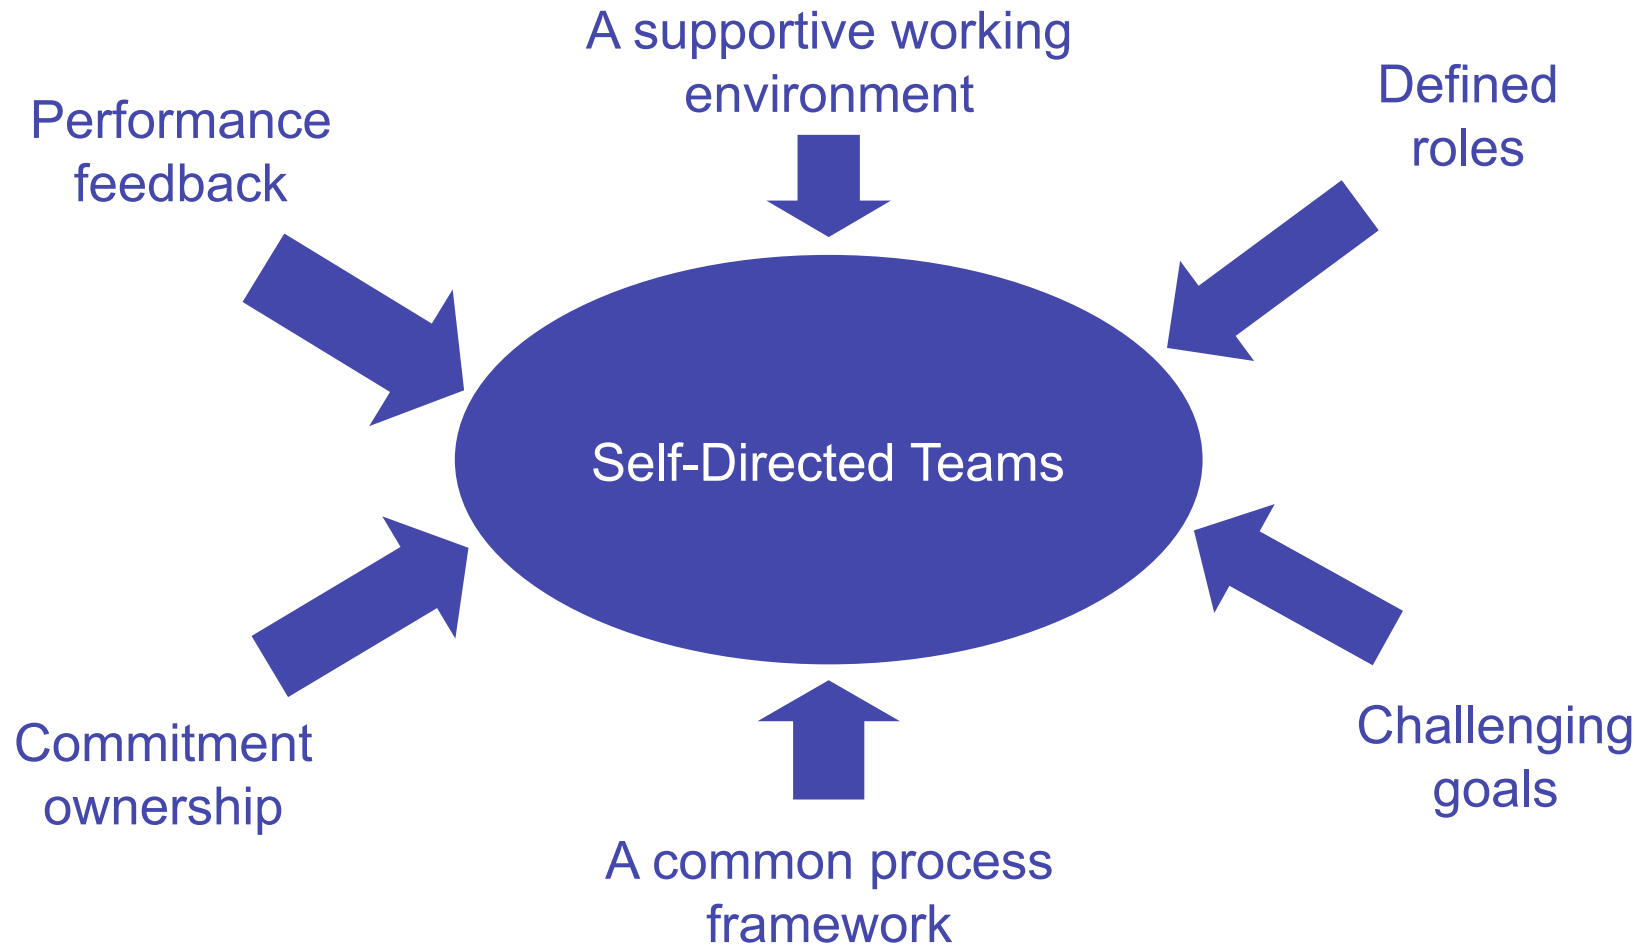 A supportive working
environment
Defined
roles
Performance
feedback
Self-Directed Teams
Commitment
ownership
Challenging
goals
A common process
framework